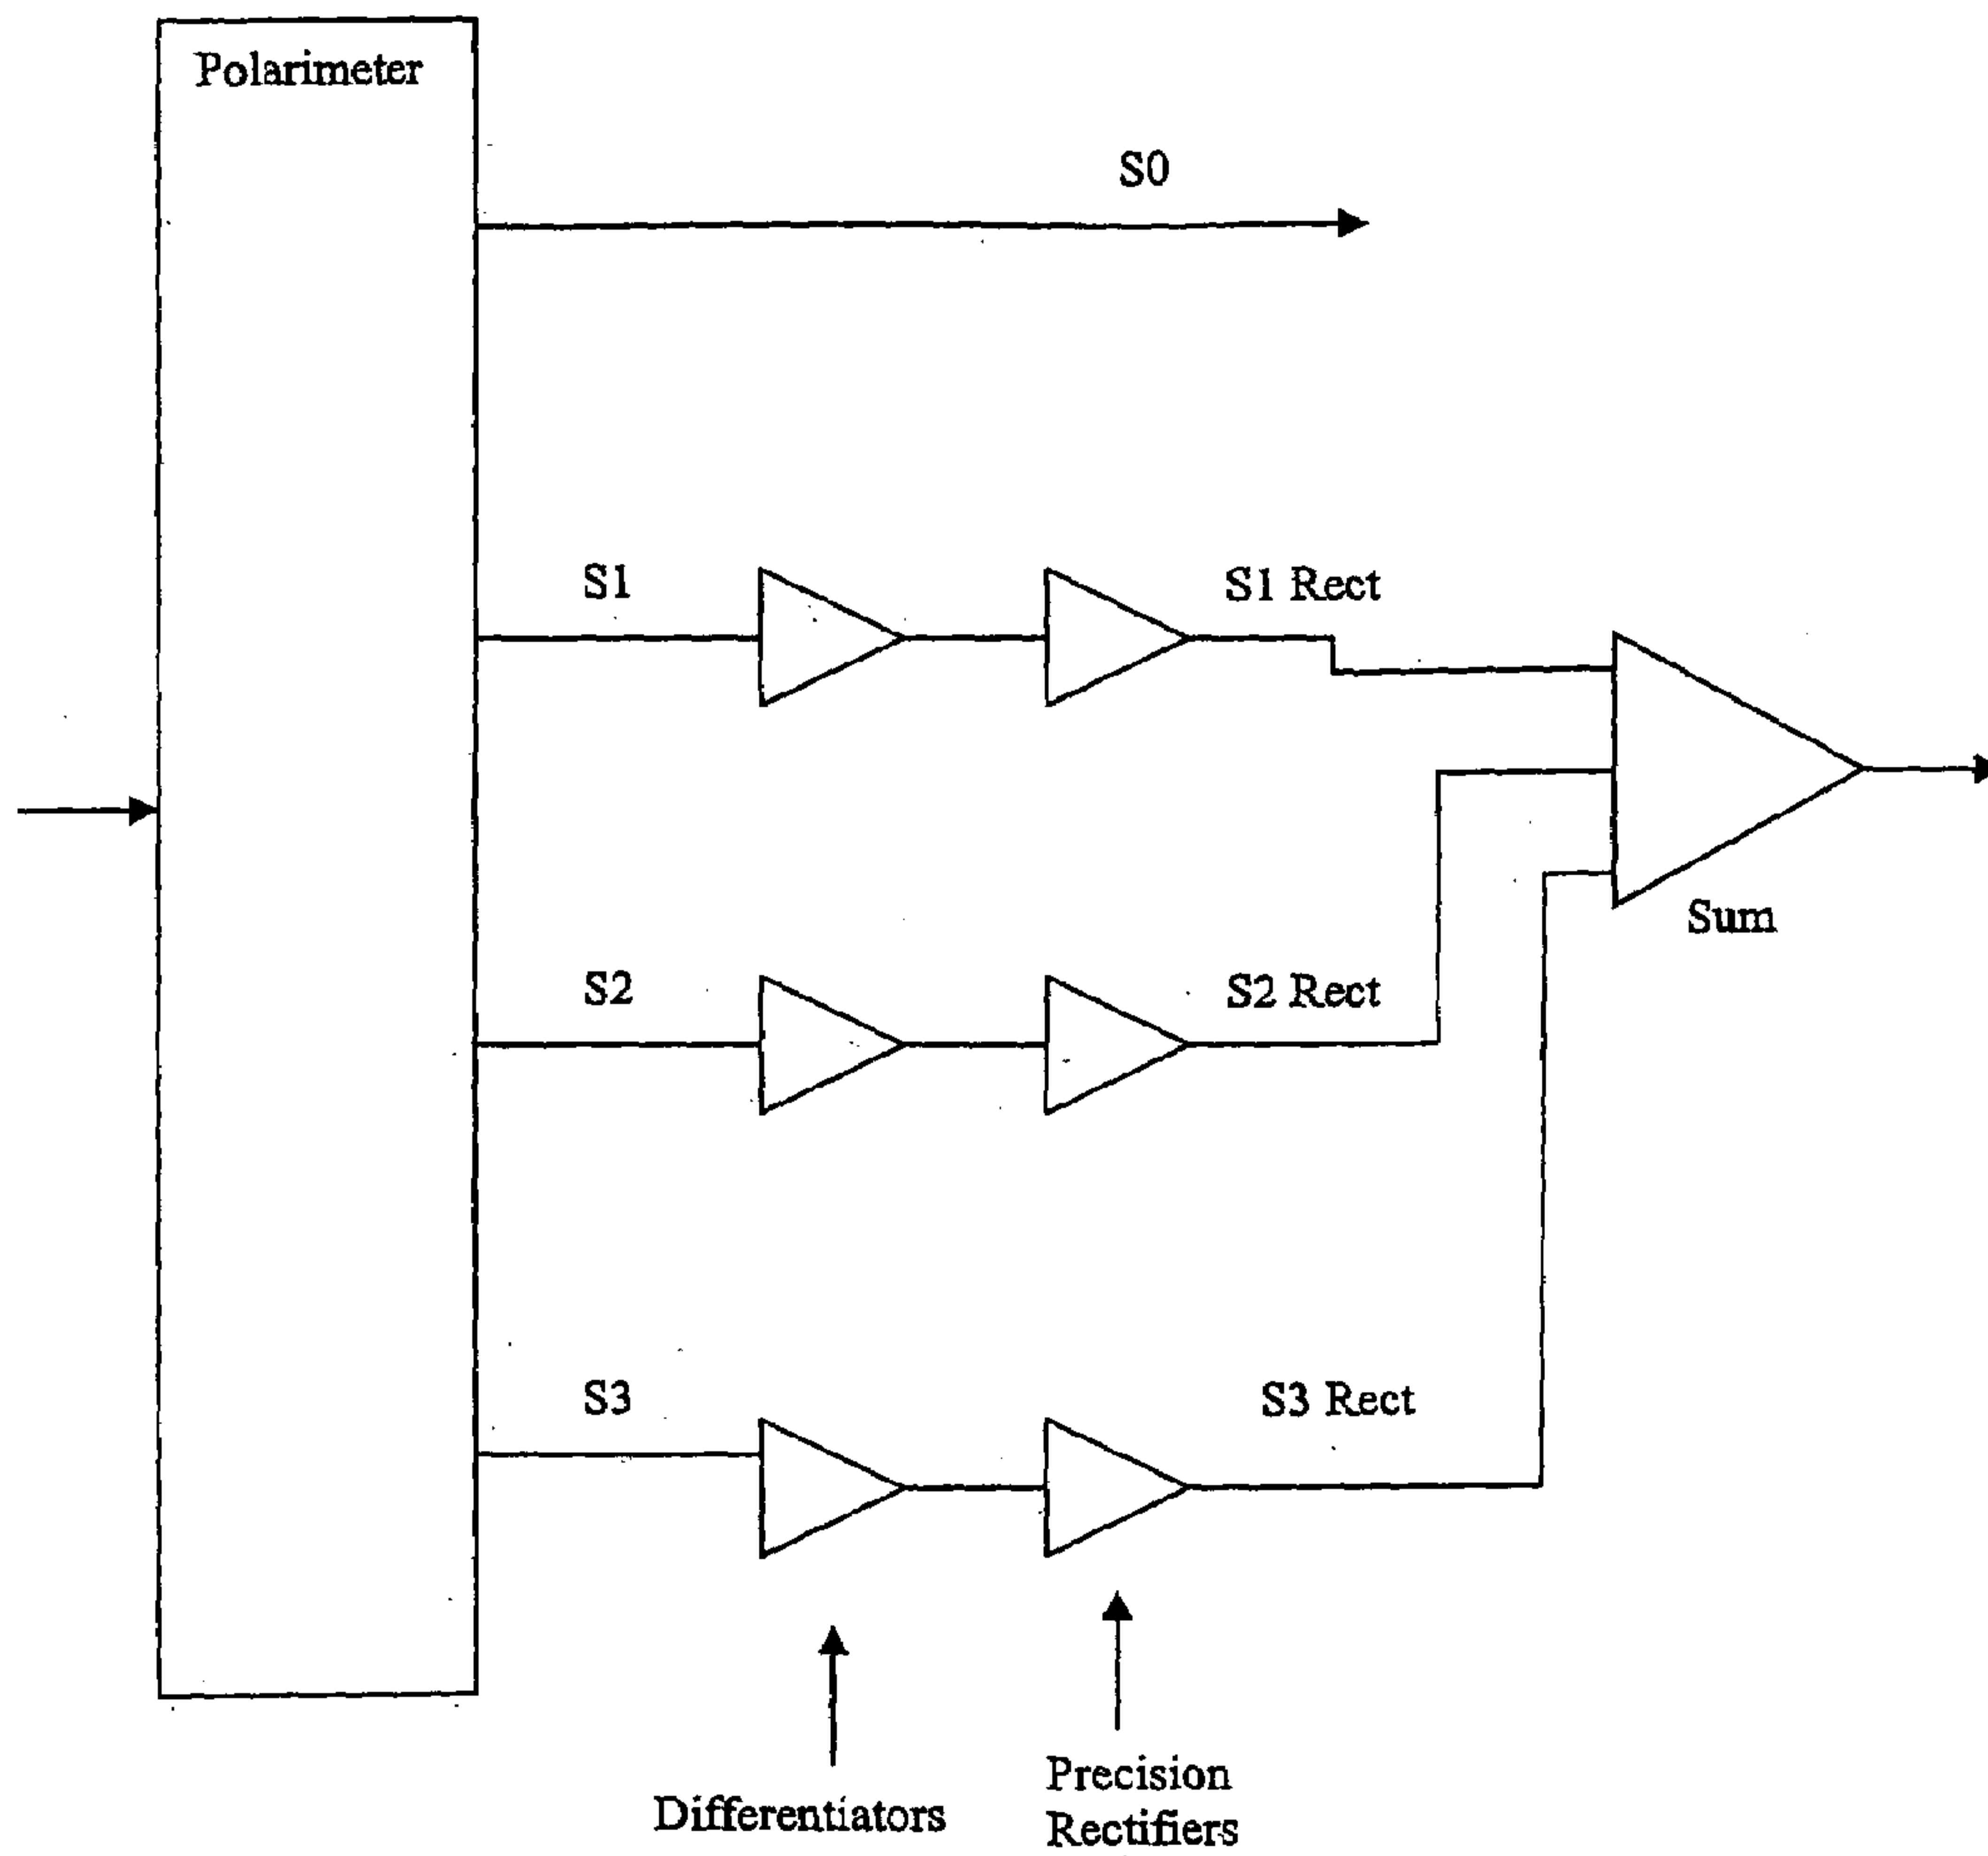 Polarimeter
S0
S1
S1 Rect
Sum
S2
S2 Rect
S3
S3 Rect
Differentiators
Precision
Rectifiers